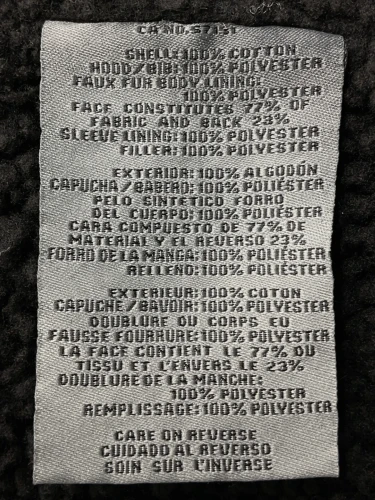 CA NO. 57151
SHELL: 100% COTTON
HOOD/BIB: 100% POLYESTER
FAUX FUR BODY LINING:
100% POLYESTER
FACE CONSTITUTES 77% OF
FABRIC AND BACK 23%
SLEEVE LINING: 100% POLYESTER
FILLER: 100% POLYESTER
EXTERIOR: 100% ALGODÓN
CAPUCHA/BABERO: 100% POLIÉSTER
PELO SINTETICO FORRO
DEL CUERPO: 100% POLIÉSTER
CARA COMPUESTO DE 77% DE
MATERIAL Y EL REVERSO 23%
FORRO DE LA MANGA: 100% POLIÉSTER
RELLENO: 100% POLIÉSTER
EXTERIEUR: 100% COTON
CAPUCHE/BAVOIR: 100% POLYESTER
DOUBLURE DU CORPS EU
FAUSSE FOURRURE: 100% POLYESTER
LA FACE CONTIENT LE 77% DU
TISSU ET L'ENVERS LE 23%
DOUBLURE DE LA MANCHE:
100% POLYESTER
REMPLISSAGE: 100% POLYESTER
CARE ON REVERSE
CUIDADO AL REVERSO
SOIN SUR L'INVERSE